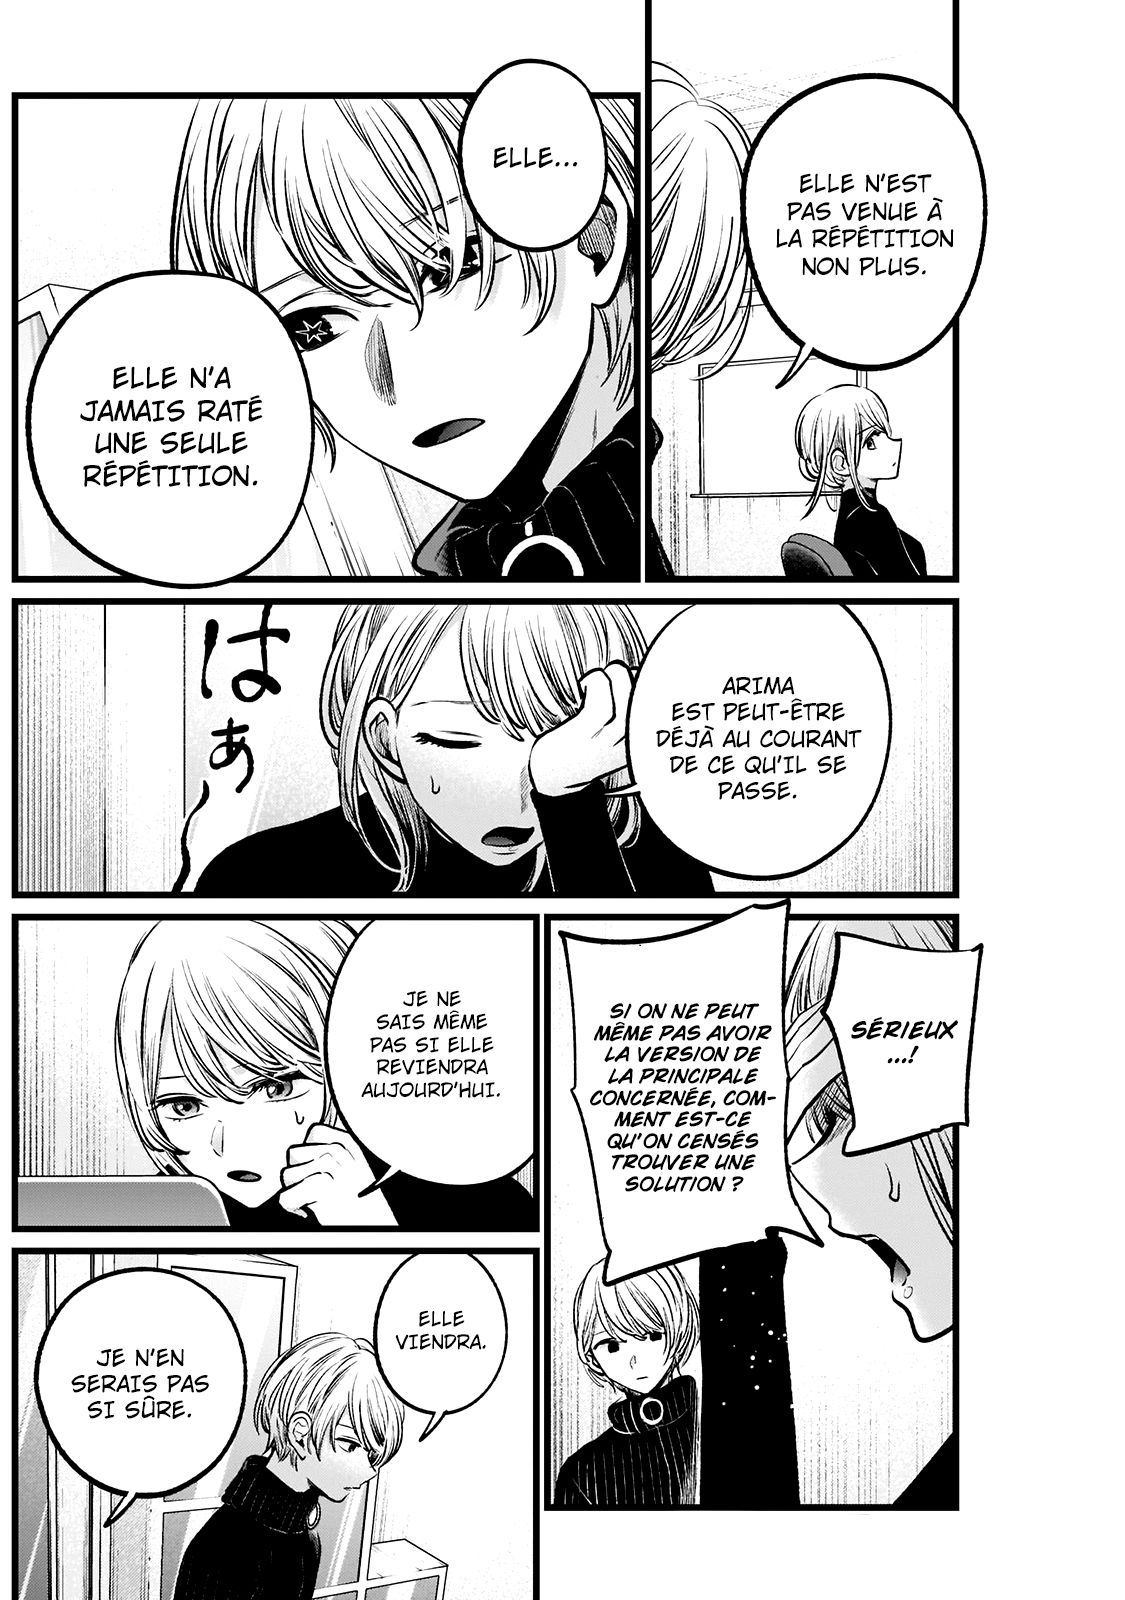 ELLE N'EST
PAS VENUE À
LA RÉPÉTITION
NON PLUS.
ELLE...
ELLE N'A
JAMAIS RATÉ
UNE SEULE
RÉPÉTITION.
ARIMA
EST PEUT-ÊTRE
DÉJÀ AU COURANT
DE CE QU'IL SE
PASSE.
はぁ
SÉRIEUX
...!
SI ON NE PEUT
MÊME PAS AVOIR
LA VERSION DE
LA PRINCIPALE
CONCERNÉE, COM-
MENT EST-CE
QU'ON CENSÉS
TROUVER UNE
SOLUTION ?
JE NE
SAIS MÊME
PAS SI ELLE
REVIENDRA
AUJOURD'HUI.
ELLE
VIENDRA.
JE N'EN
SERAIS PAS
SI SÛRE.